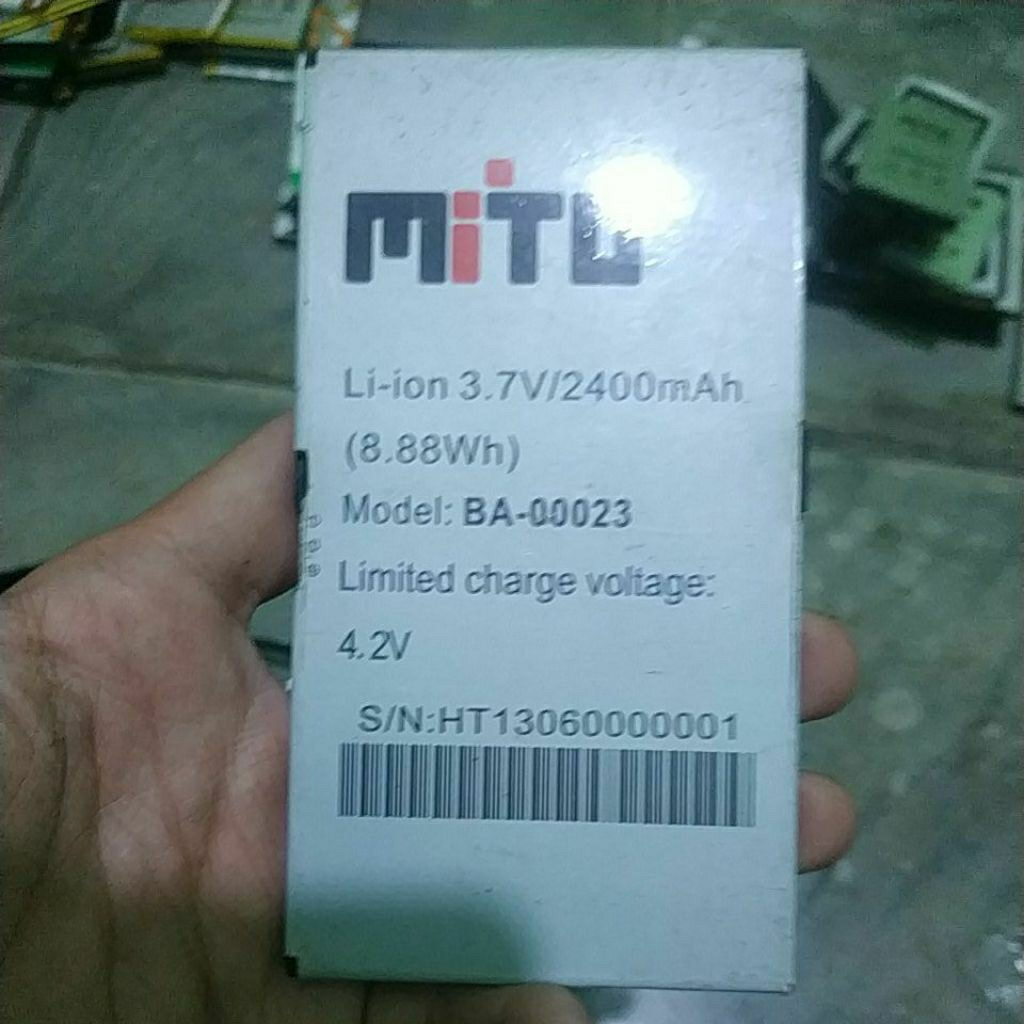 MiTO
Li-ion 3.7V/2400mAh
(8.88Wh)
Model: BA-00023
Limited charge voltage:
4.2V
S/N:HT13060000001